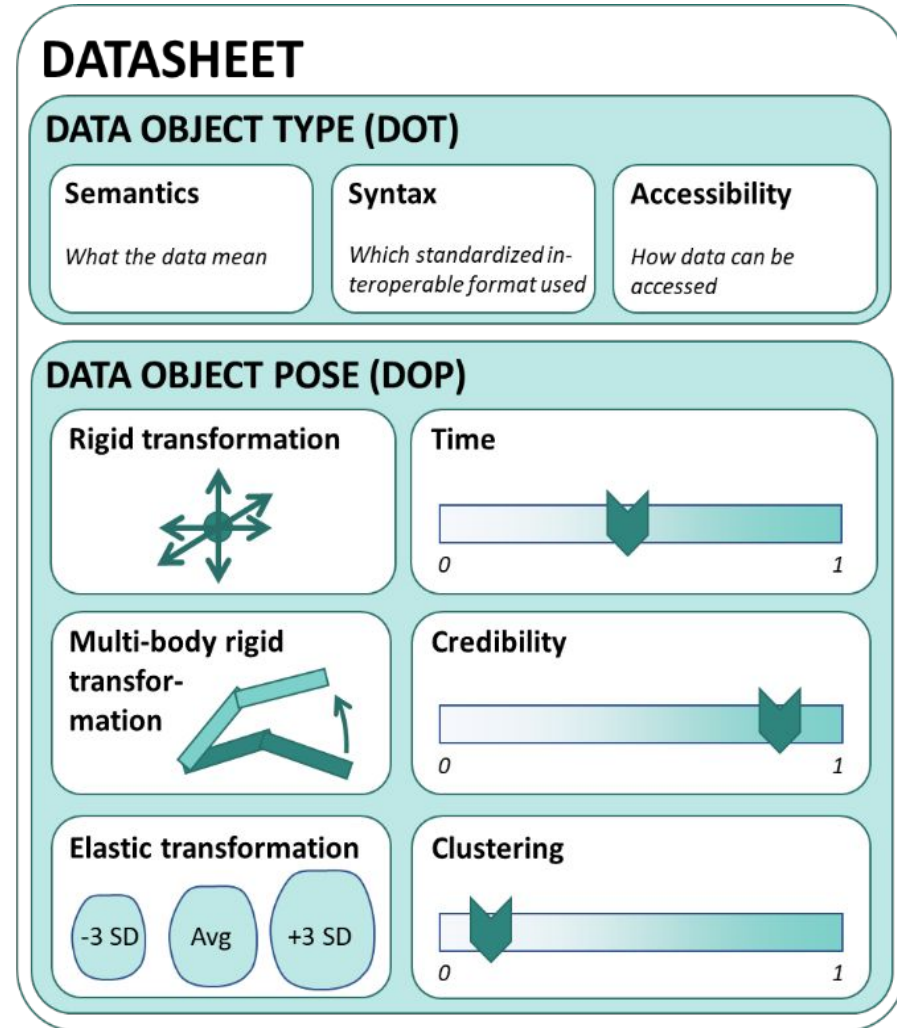 DATASHEET
DATA OBJECT TYPE (DOT)
Semantics
What the data mean
Syntax
Which standardized in-
teroperable format used
Accessibility
How data can be
accessed
DATA OBJECT POSE (DOP)
Rigid transformation
Time
0
1
Multi-body rigid
transfor-
mation
Credibility
0
1
Elastic transformation
-3 SD
Avg
+3 SD
Clustering
0
1